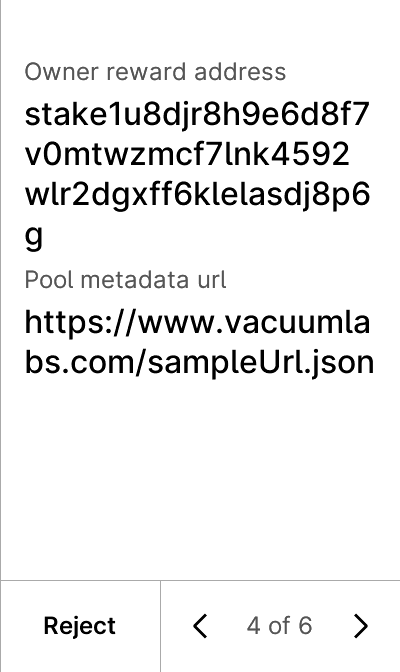 Owner reward address
stake1u8djr8h9e6d8f7
v0mtwzmcf7lnk4592
wlr2dgxff6klelasdj8p6
g
Pool metadata url
https://www.vacuumla
bs.com/sampleUrl.json
Reject
4 of 6